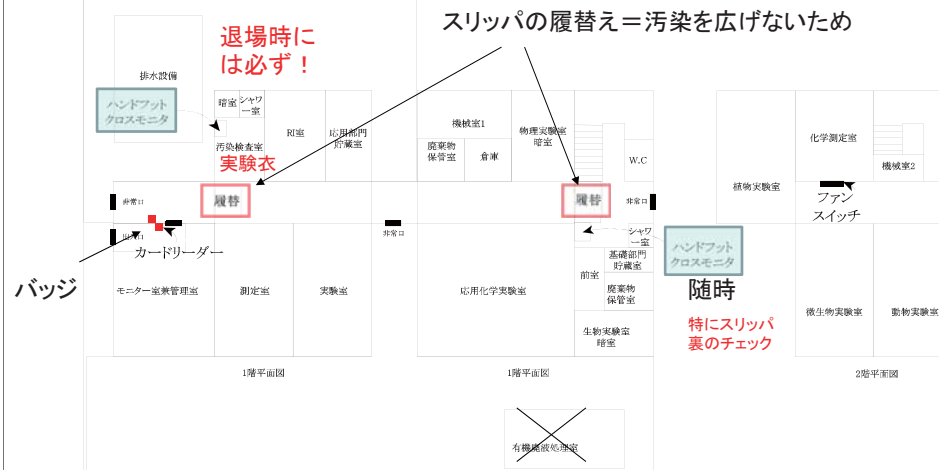 スリッパの履替え＝汚染を広げないため
退場時に
は必ず！
排水設備
ハンドフット
クロスモニタ
暗室
シャワ
ー室
汚染検査室
実験衣
RI室
応用部門
貯蔵室
機械室1
廃棄物
保管室
倉庫
物理実験室
暗室
W.C
化学測定室
機械室2
植物実験室
ファン
スイッチ
非常口
履替
履替
非常口
カードリーダー
非常口
シャワ
ー室
ハンドフット
クロスモニタ
バッジ
モニター室兼管理室
測定室
実験室
応用化学実験室
前室
基礎部門
貯蔵室
廃棄物
保管室
生物実験室
暗室
随時
特にスリッパ
裏のチェック
微生物実験室
動物実験室
1階平面図
1階平面図
2階平面図
有機廃液処理室